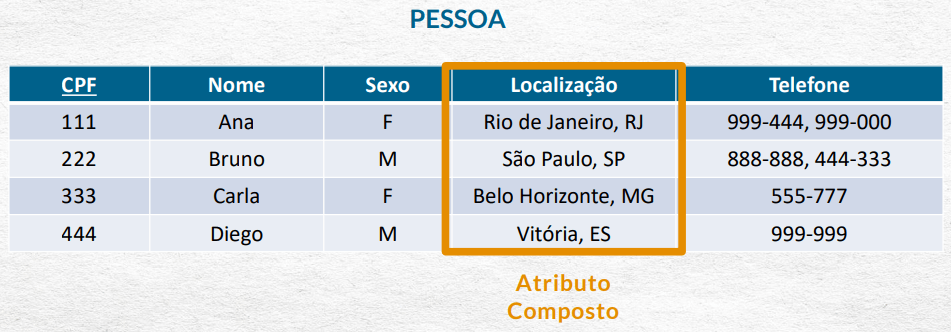 PESSOA
CPF Nome Sexo Localização Telefone
111 Ana F Rio de Janeiro, RJ 999-444, 999-000
222 Bruno M São Paulo, SP 888-888, 444-333
333 Carla F Belo Horizonte, MG 555-777
444 Diego M Vitória, ES 999-999
Atributo
Composto